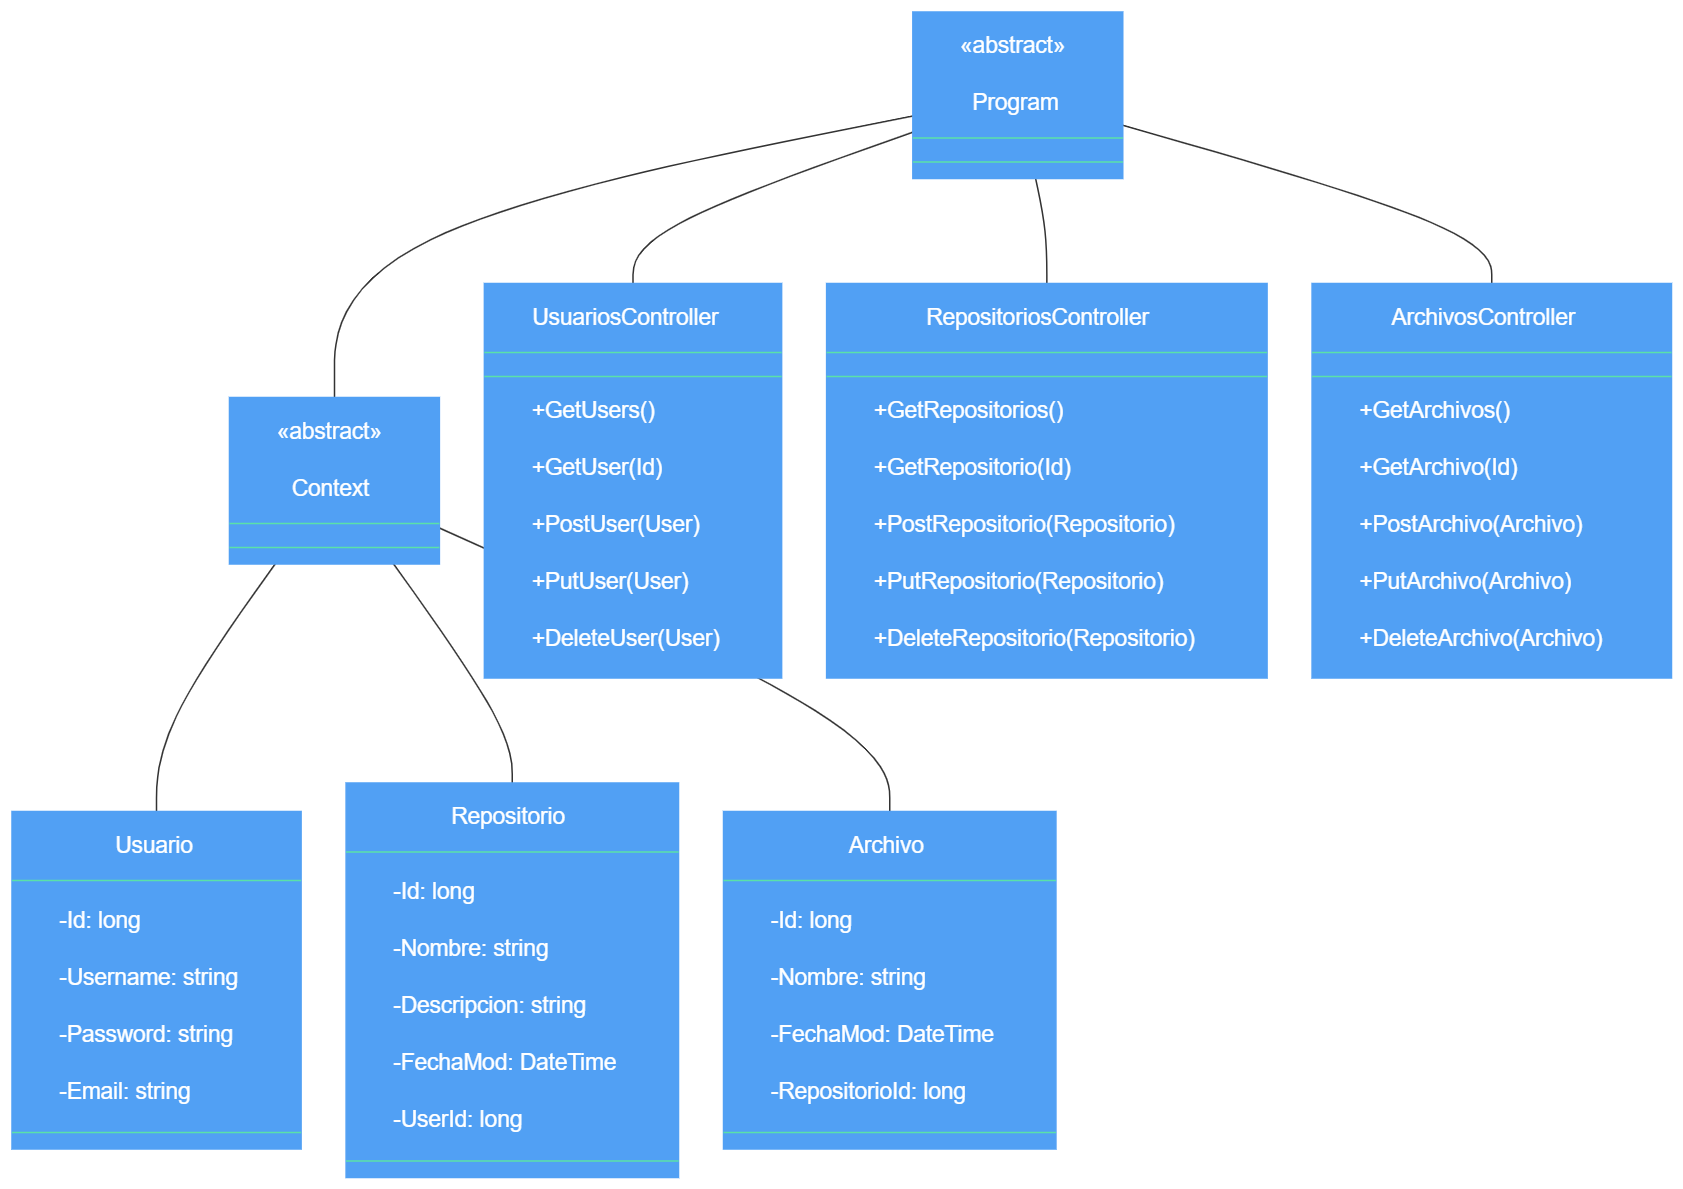 «abstract»
Program
UsuariosController
+GetUsers()
+GetUser(Id)
+PostUser(User)
+PutUser(User)
+DeleteUser(User)
RepositoriosController
+GetRepositorios()
+GetRepositorio(Id)
+PostRepositorio(Repositorio)
+PutRepositorio(Repositorio)
+DeleteRepositorio(Repositorio)
ArchivosController
+GetArchivos()
+GetArchivo(Id)
+PostArchivo(Archivo)
+PutArchivo(Archivo)
+DeleteArchivo(Archivo)
«abstract»
Context
Usuario
-Id: long
-Username: string
-Password: string
-Email: string
Repositorio
-Id: long
-Nombre: string
-Descripcion: string
-FechaMod: DateTime
-UserId: long
Archivo
-Id: long
-Nombre: string
-FechaMod: DateTime
-RepositorioId: long